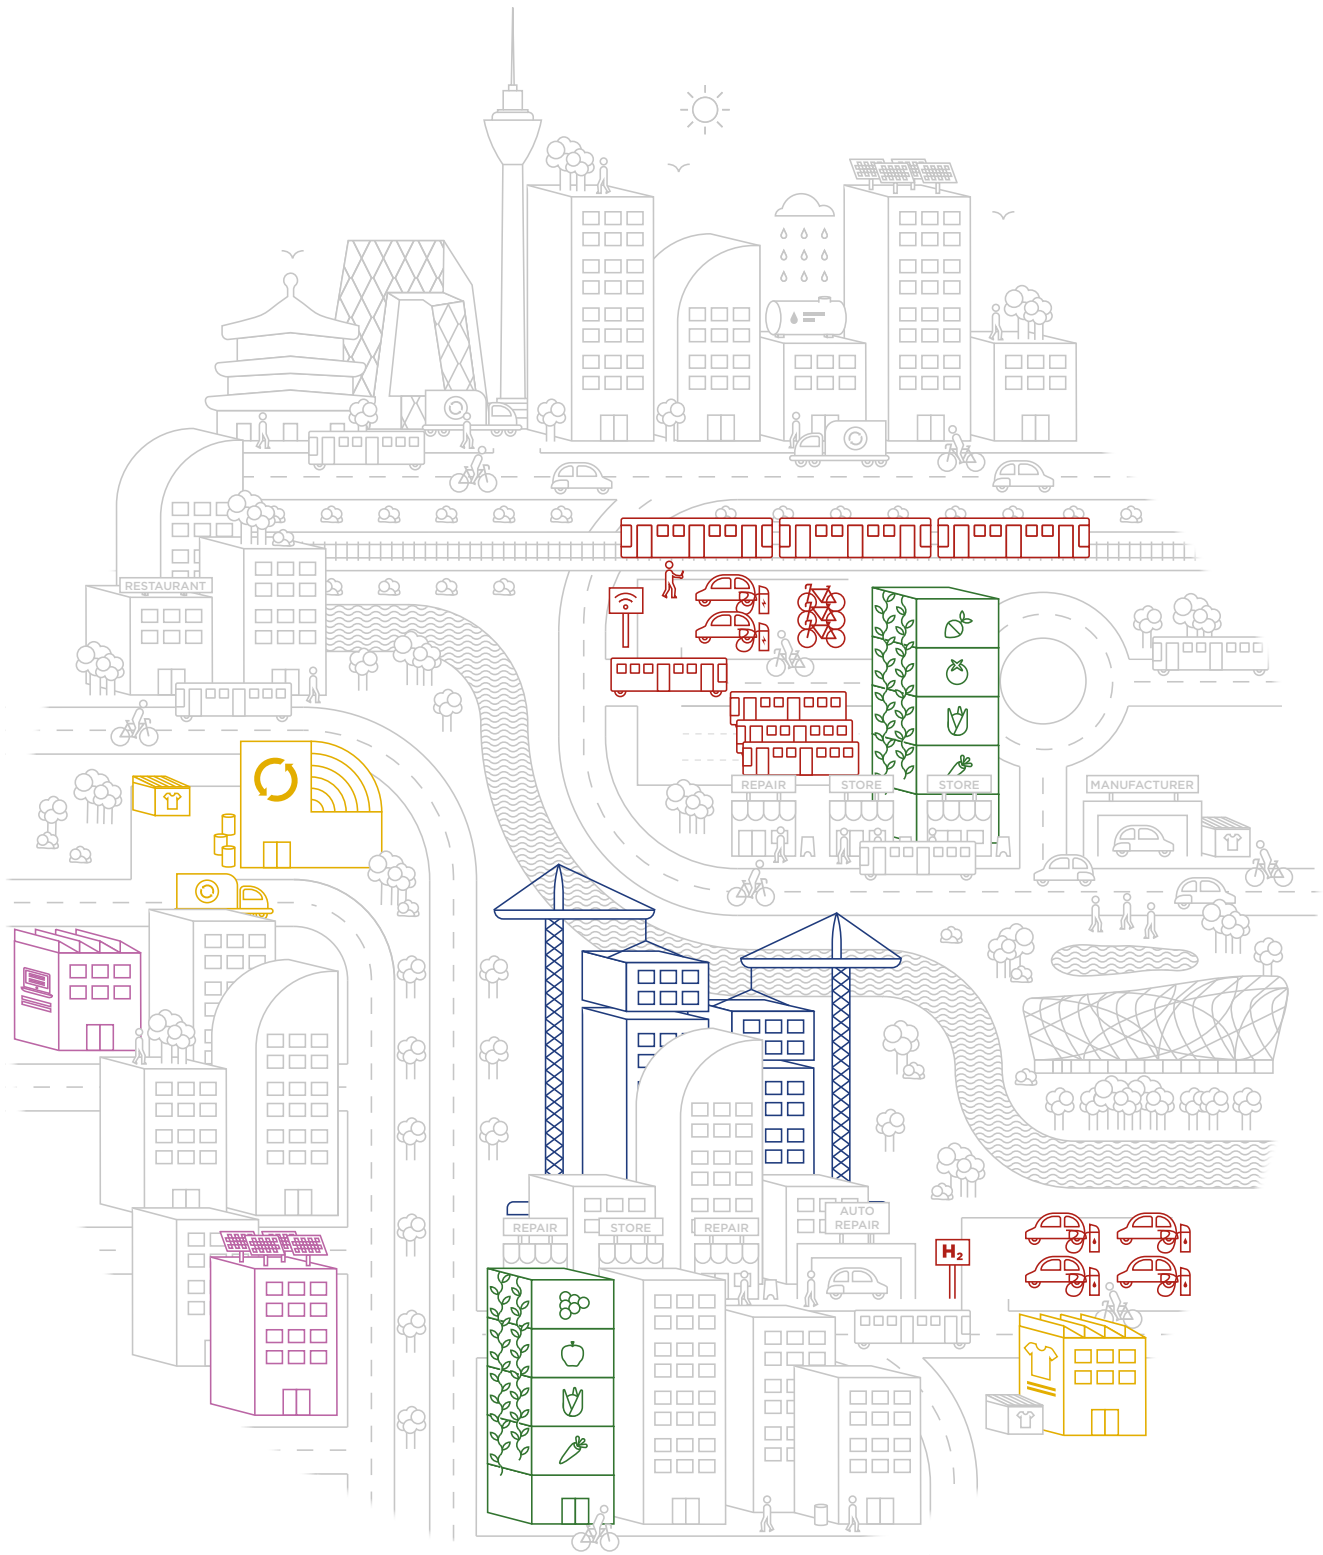 RESTAURANT
REPAIR
STORE
STORE
MANUFACTURER
AUTO
REPAIR
REPAIR
STORE
REPAIR
H₂